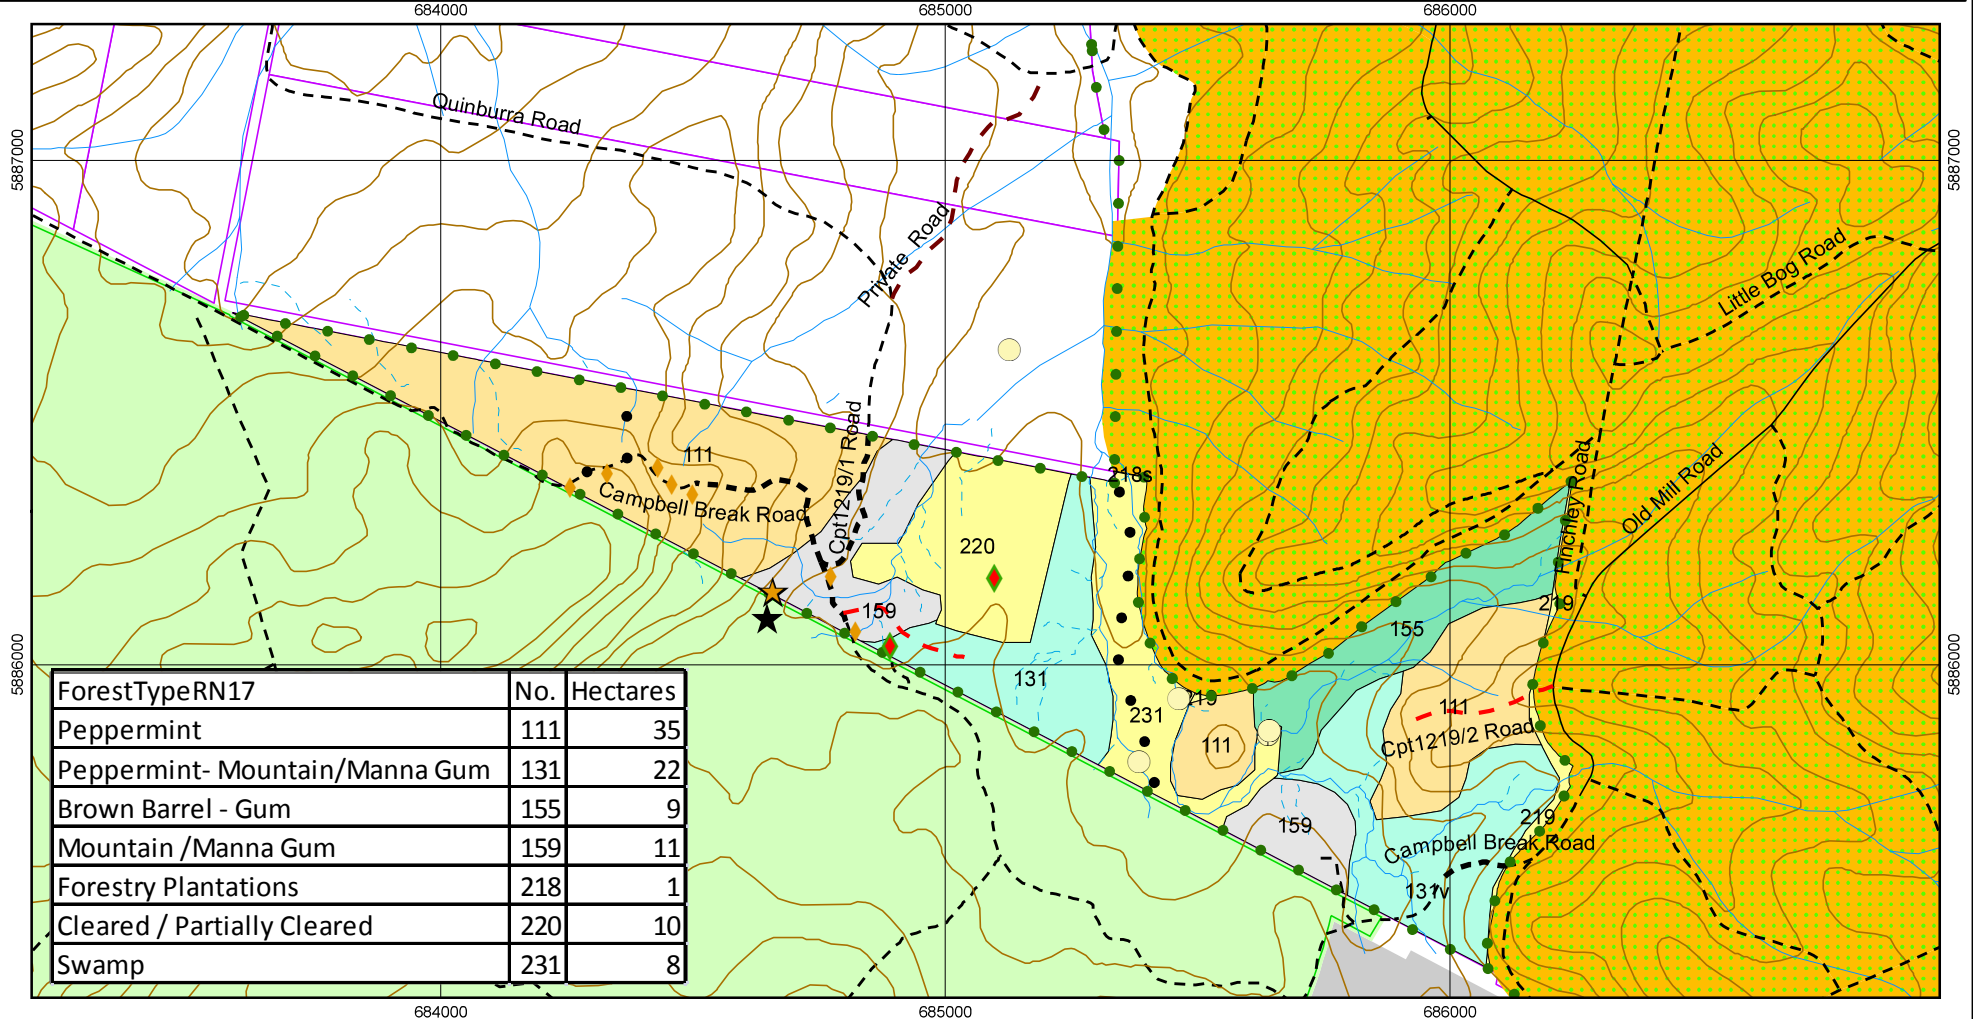 684000
685000
686000
5887000
5887000
Quinburra Road
Private Road
Little Bog Road
Cpt1219/1 Road
111
Campbell Break Road
218s
Old Mill Road
220
159
219
155
5886000
5886000
131
219
231
111
111
Cpt1219/2 Road
159
219
Campbell Break Road
131v
ForestTypeRN17 No. Hectares
Peppermint 111 35
Peppermint- Mountain/Manna Gum 131 22
Brown Barrel - Gum 155 9
Mountain /Manna Gum 159 11
Forestry Plantations 218 1
Cleared / Partially Cleared 220 10
Swamp 231 8
684000
685000
686000